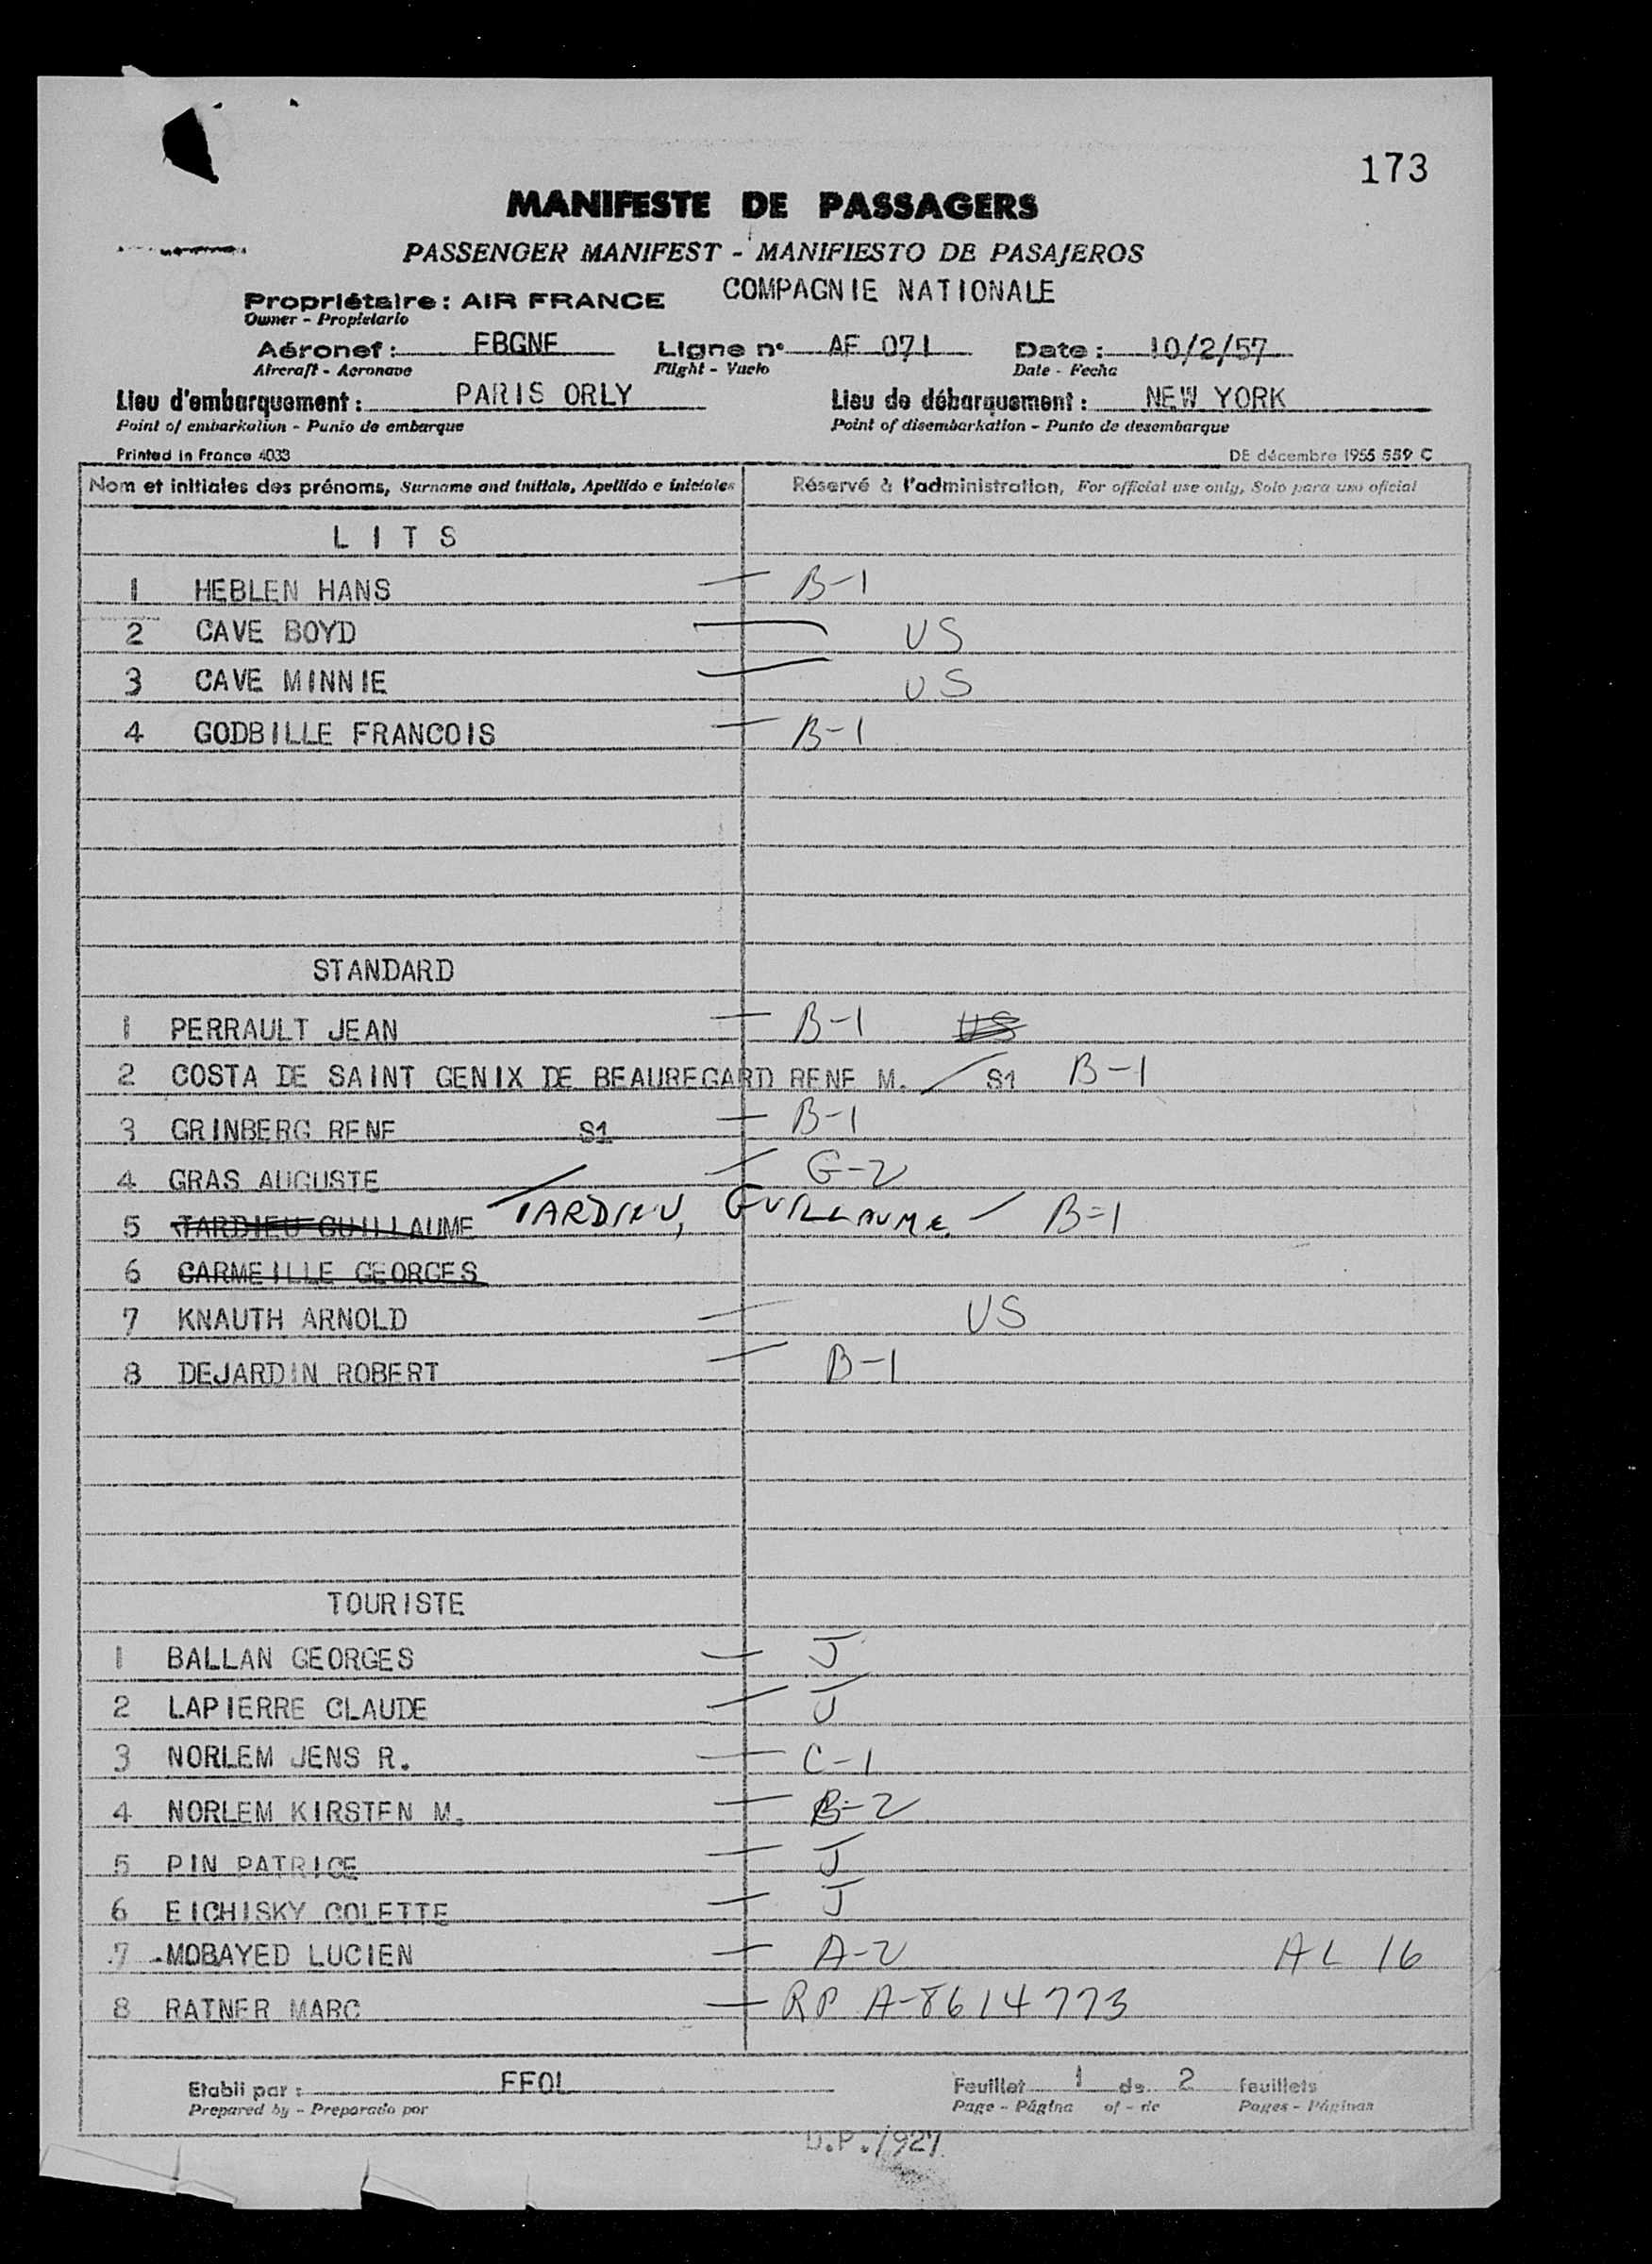 173
MANIFESTE DE PASSAGERS
PASSENGER MANIFEST - MANIFIESTO DE PASAJEROS
Propriétaire : AIR FRANCE COMPAGNIE NATIONALE
Owner - Propietario
Aéronef : FBGNE Ligne n° AF 071 Date : 10/2/57
Aircraft - Aeronave Flight - Vuelo Date - Fecha
Lieu d'embarquement : PARIS ORLY Lieu de débarquement : NEW YORK
Point of embarkation - Punto de embarque Point of disembarkation - Punto de desembarque
Printed in France 4033 DE décembre 1955 559 C
Nom et initiales des prénoms, Surname and initials, Apellido e iniciales Réservé à l'administration, For official use only, Solo para uso oficial
L I T S
1 HEBLEN HANS — B-1
2 CAVE BOYD — US
3 CAVE MINNIE — US
4 GODBILLE FRANCOIS — B-1
STANDARD
1 PERRAULT JEAN — B-1 US
2 COSTA DE SAINT GENIX DE BEAUREGARD RENE M. / S1 B-1
3 GRINBERG RENE S1 — B-1
4 GRAS AUGUSTE — G-2
5 TARDIEU GUILLAUME TARDIEU, GUILLAUME — B=1
6 CARMEILLE GEORGES
7 KNAUTH ARNOLD — US
8 DEJARDIN ROBERT — B-1
TOURISTE
1 BALLAN GEORGES — J
2 LAPIERRE CLAUDE — J
3 NORLEM JENS R. — C-1
4 NORLEM KIRSTEN M. — B-2
5 PIN PATRICE — J
6 EICHISKY COLETTE — J
7 MOBAYED LUCIEN — A-2 AL 16
8 RATNER MARC — RP A-8614773
Etabli par : FFOL Feuillet 1 de 2 feuillets
Prepared by - Preparado por Page - Página of - de Pages - Páginas
D.P./927